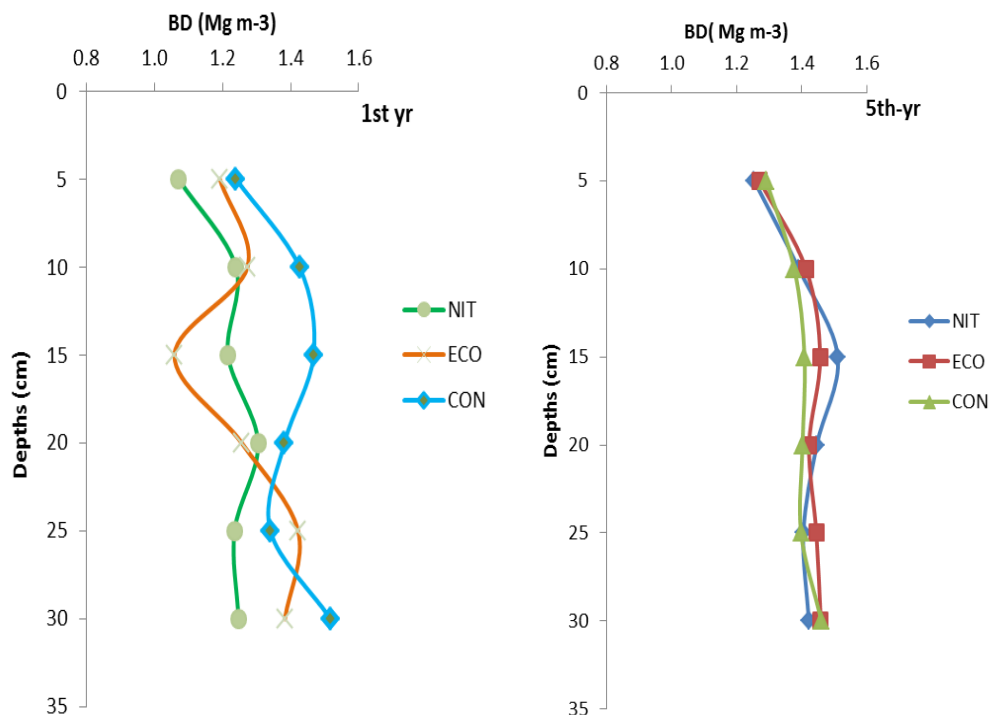 BD (Mg m-3)
0.8 1.0 1.2 1.4 1.6
0
1st yr
5
10
15
20
25
30
35
Depths (cm)
NIT
ECO
CON
BD( Mg m-3)
0.8 1.0 1.2 1.4 1.6
0
5th-yr
5
10
15
20
25
30
35
Depths (cm)
NIT
ECO
CON